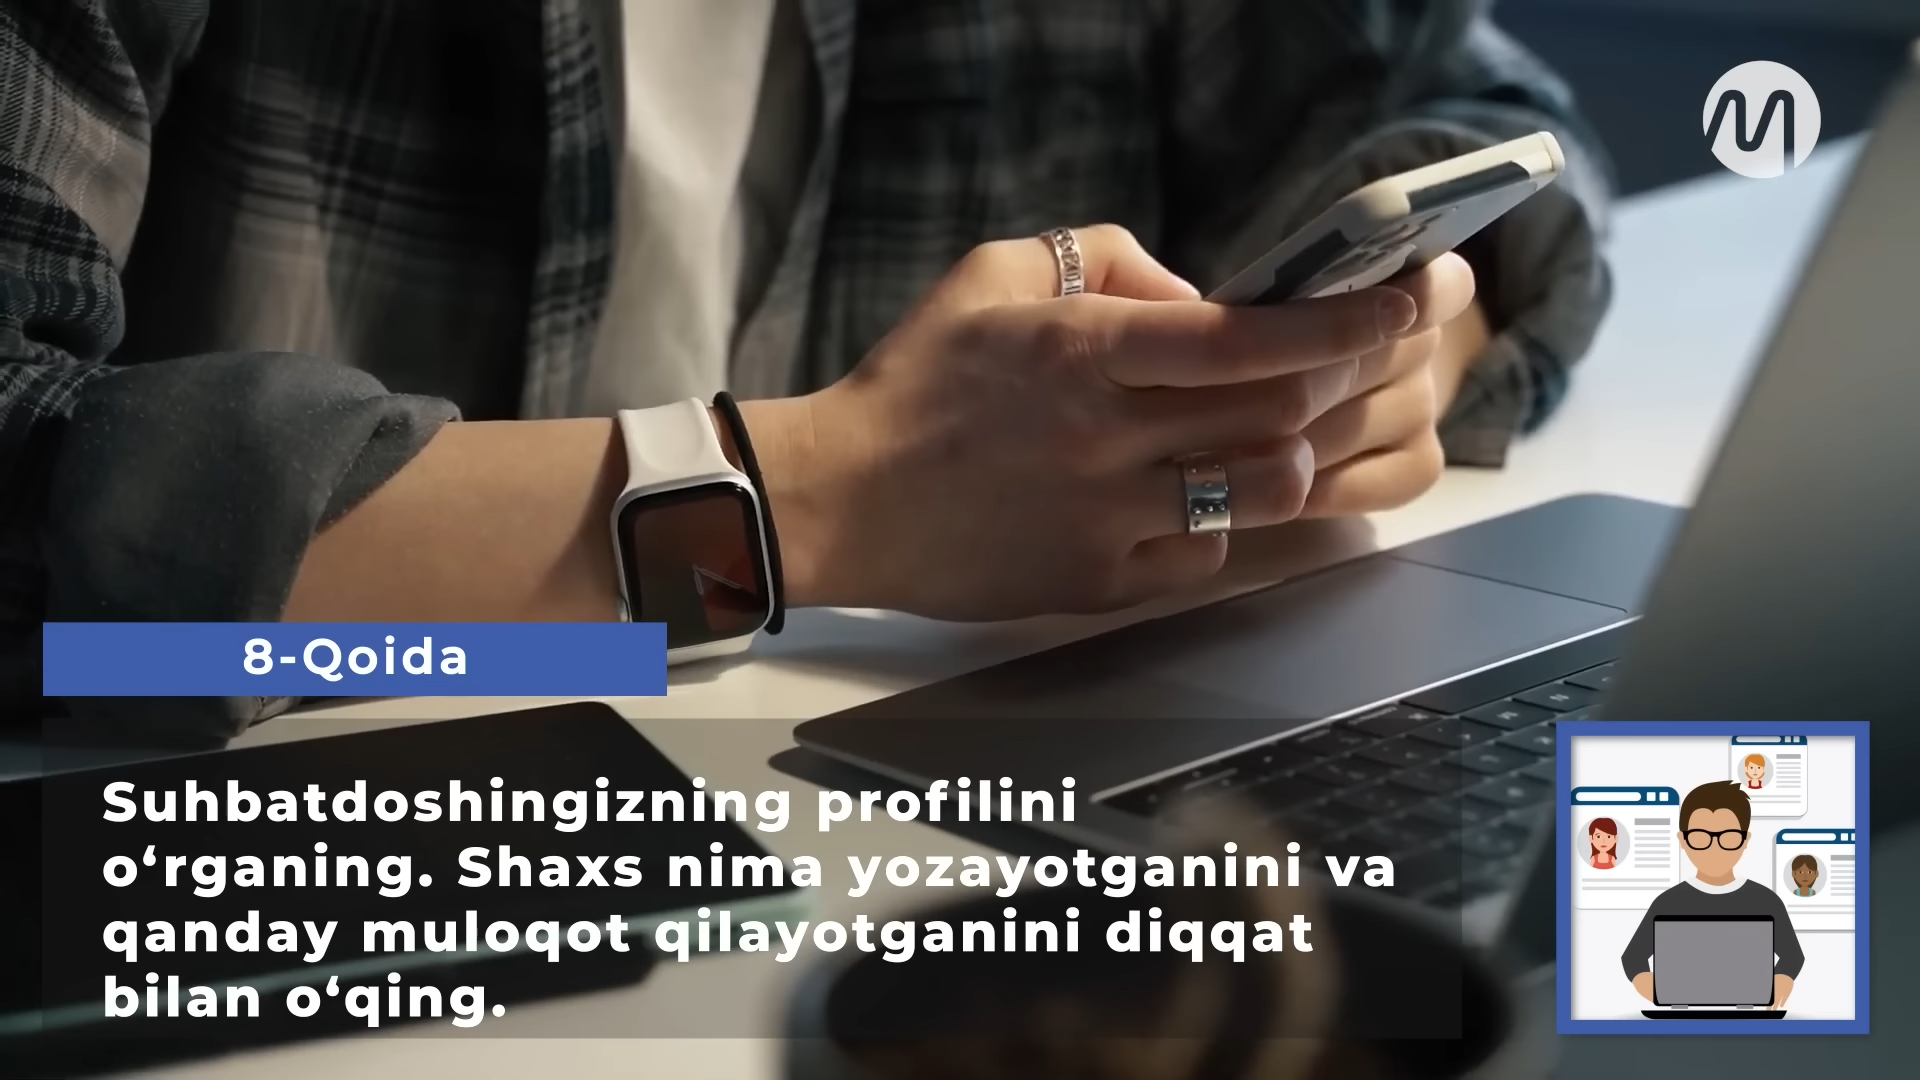 8-Qoida
Suhbatdoshingizning profilini
o‘rganing. Shaxs nima yozayotganini va
qanday muloqot qilayotganini diqqat
bilan o‘qing.